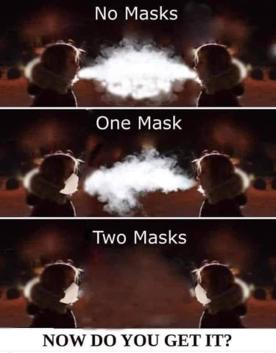 No Masks
One Mask
Two Masks
NOW DO YOU GET IT?